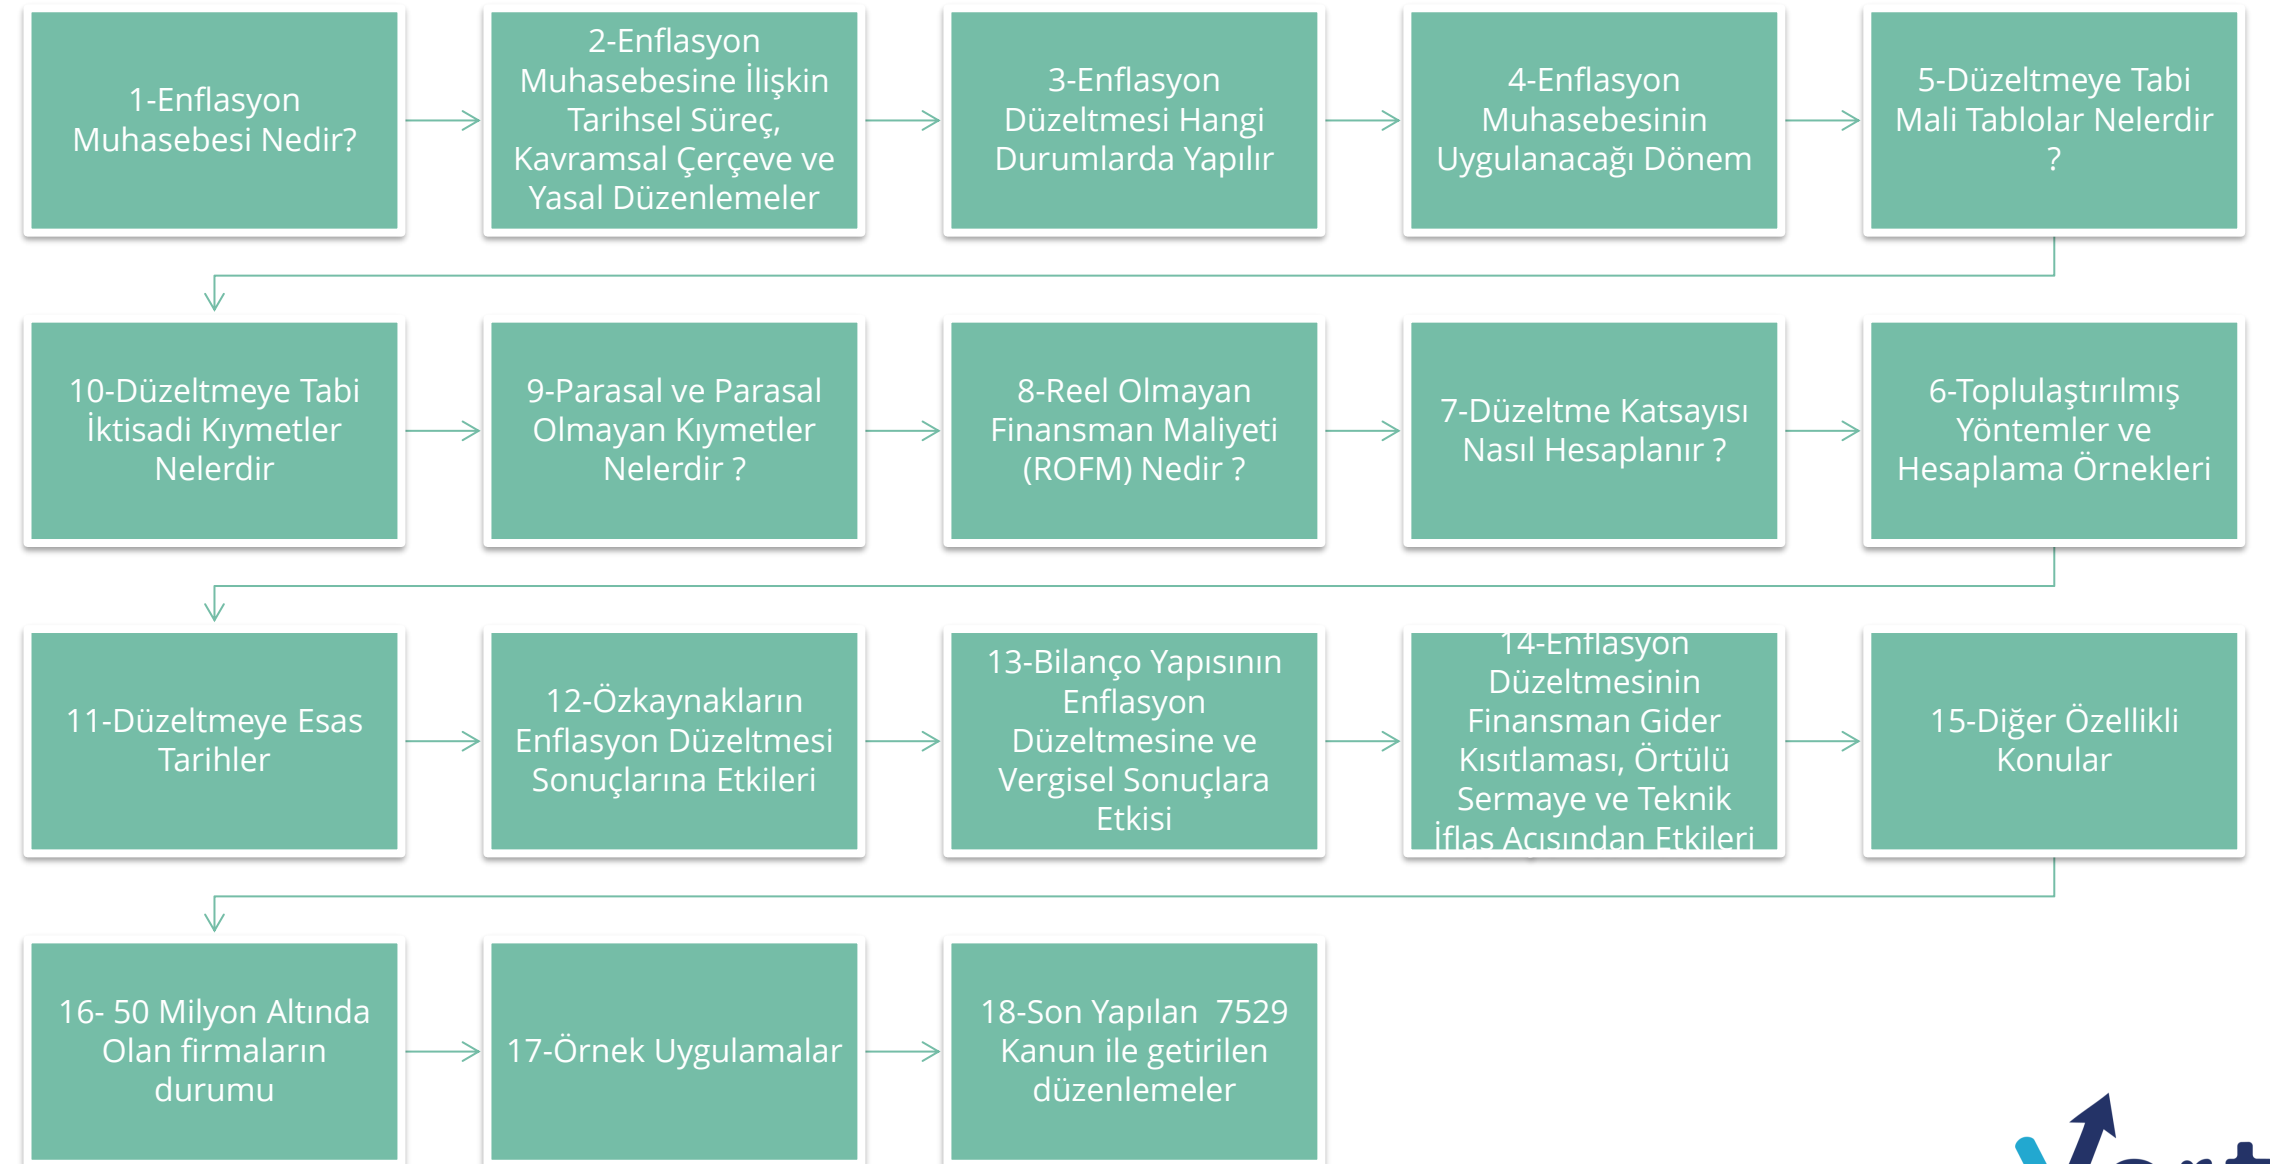 1-Enflasyon
Muhasebesi Nedir?
2-Enflasyon
Muhasebesine İlişkin
Tarihsel Süreç,
Kavramsal Çerçeve ve
Yasal Düzenlemeler
3-Enflasyon
Düzeltmesi Hangi
Durumlarda Yapılır
4-Enflasyon
Muhasebesinin
Uygulanacağı Dönem
5-Düzeltmeye Tabi
Mali Tablolar Nelerdir
?
10-Düzeltmeye Tabi
İktisadi Kıymetler
Nelerdir
9-Parasal ve Parasal
Olmayan Kıymetler
Nelerdir ?
8-Reel Olmayan
Finansman Maliyeti
(ROFM) Nedir ?
7-Düzeltme Katsayısı
Nasıl Hesaplanır ?
6-Toplulaştırılmış
Yöntemler ve
Hesaplama Örnekleri
11-Düzeltmeye Esas
Tarihler
12-Özkaynakların
Enflasyon Düzeltmesi
Sonuçlarına Etkileri
13-Bilanço Yapısının
Enflasyon
Düzeltmesine ve
Vergisel Sonuçlara
Etkisi
14-Enflasyon
Düzeltmesinin
Finansman Gider
Kısıtlaması, Örtülü
Sermaye ve Teknik
İflas Açısından Etkileri
15-Diğer Özellikli
Konular
16- 50 Milyon Altında
Olan firmaların
durumu
17-Örnek Uygulamalar
18-Son Yapılan  7529
Kanun ile getirilen
düzenlemeler